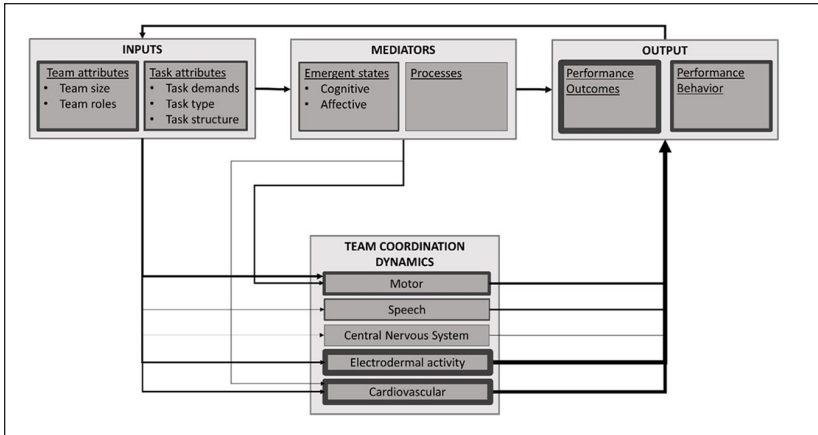 INPUTS
Team attributes
• Team size
• Team roles
Task attributes
• Task demands
• Task type
• Task structure
MEDIATORS
Emergent states
• Cognitive
• Affective
Processes
OUTPUT
Performance
Outcomes
Performance
Behavior
TEAM COORDINATION
DYNAMICS
Motor
Speech
Central Nervous System
Electrodermal activity
Cardiovascular